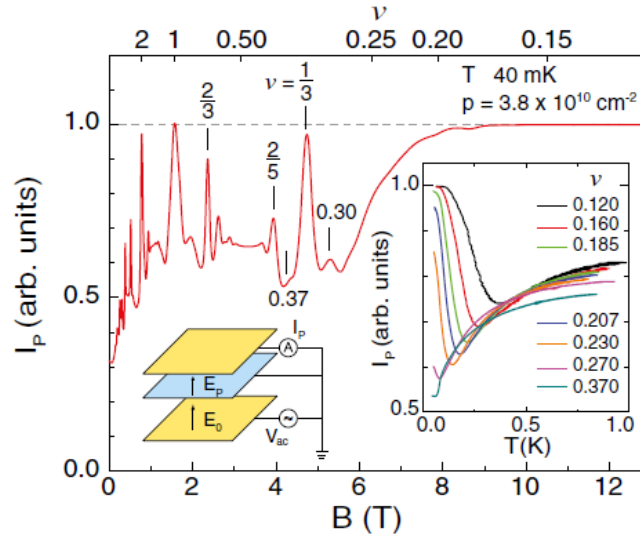 ν
2 1 0.50 0.25 0.20 0.15
I_P (arb. units)
1.0
0.5
0.0
0 2 4 6 8 10 12
B (T)
2/3
2/5
ν = 1/3
0.37
0.30
T 40 mK
p = 3.8 x 10^10 cm^-2
I_P
A
E_P
E_0
V_ac
~
I_P (arb. units)
1.0
0.5
0.0 0.5 1.0
T(K)
ν
0.120
0.160
0.185
0.207
0.230
0.270
0.370